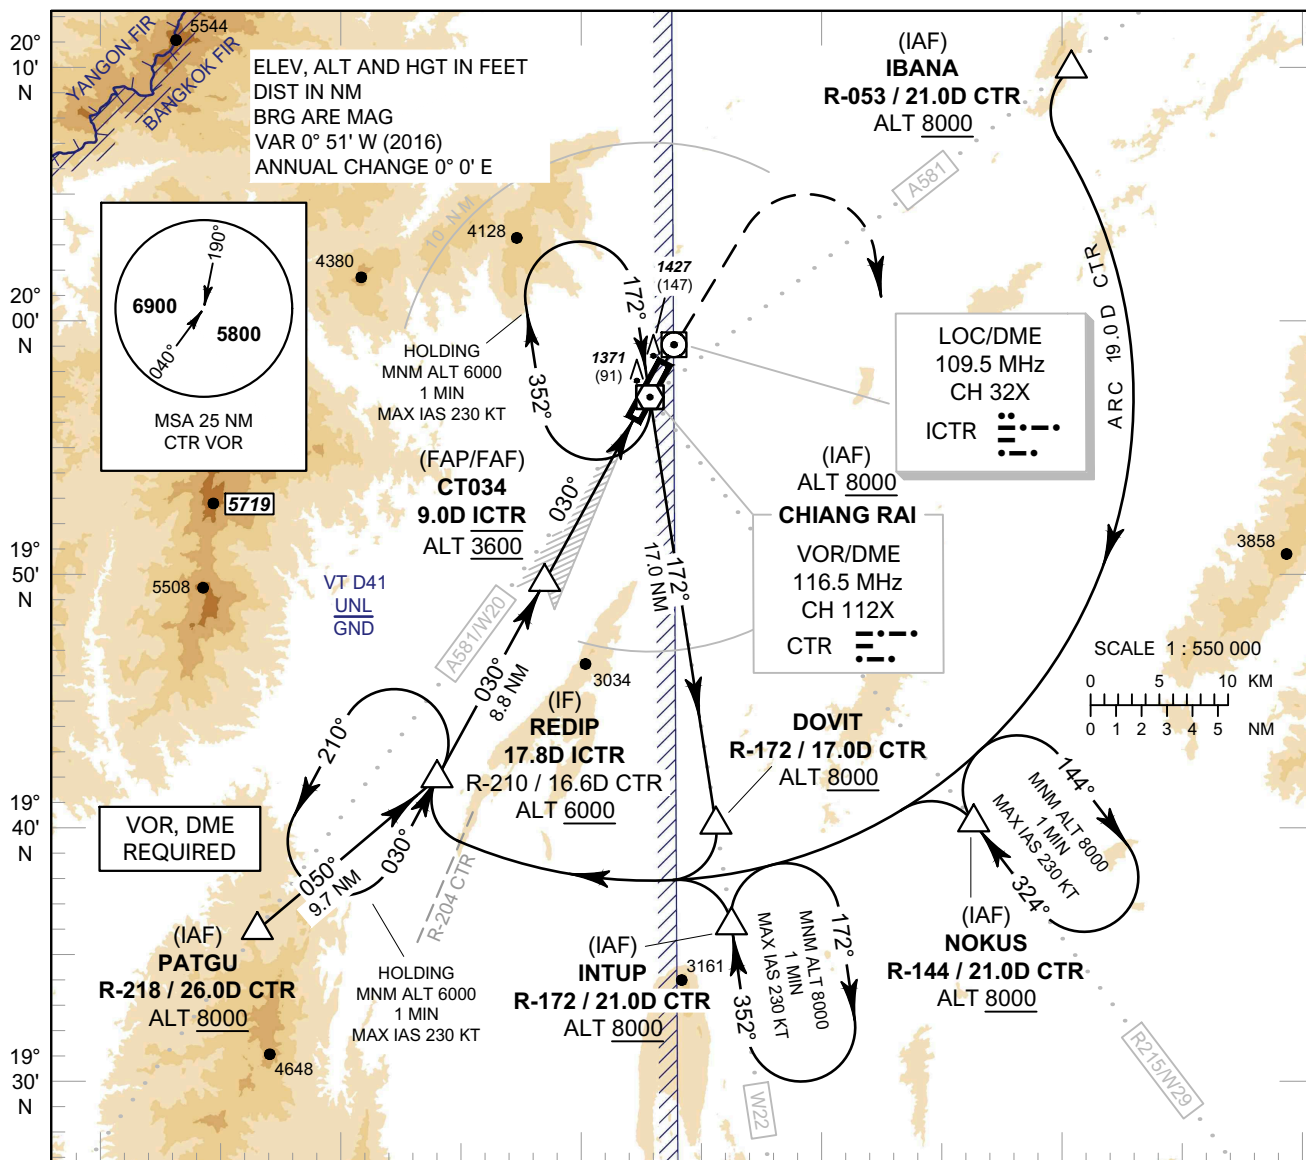 20°
10'
N
20°
00'
N
19°
50'
N
19°
40'
N
19°
30'
N
5544
YANGON FIR
BANGKOK FIR
ELEV, ALT AND HGT IN FEET
DIST IN NM
BRG ARE MAG
VAR 0° 51' W (2016)
ANNUAL CHANGE 0° 0' E
(IAF)
IBANA
R-053 / 21.0D CTR
ALT 8000
A581
190°
6900
5800
040°
MSA 25 NM
CTR VOR
10 NM
4128
4380
HOLDING
MNM ALT 6000
1 MIN
MAX IAS 230 KT
172°
352°
1427
(147)
1371
(91)
ARC 19.0 D CTR
LOC/DME
109.5 MHz
CH 32X
ICTR
(IAF)
ALT 8000
CHIANG RAI
VOR/DME
116.5 MHz
CH 112X
CTR
(FAP/FAF)
CT034
9.0D ICTR
ALT 3600
030°
5719
5508
VT D41
UNL
GND
172°
17.0 NM
3858
A581/W20
SCALE 1 : 550 000
0 5 10 KM
0 1 2 3 4 5 NM
030°
8.8 NM
3034
(IF)
REDIP
17.8D ICTR
R-210 / 16.6D CTR
ALT 6000
DOVIT
R-172 / 17.0D CTR
ALT 8000
210°
030°
VOR, DME
REQUIRED
050°
9.7 NM
R-204 CTR
144°
MNM ALT 8000
1 MIN
MAX IAS 230 KT
324°
(IAF)
PATGU
R-218 / 26.0D CTR
ALT 8000
HOLDING
MNM ALT 6000
1 MIN
MAX IAS 230 KT
(IAF)
INTUP
R-172 / 21.0D CTR
ALT 8000
3161
172°
MNM ALT 8000
1 MIN
MAX IAS 230 KT
352°
(IAF)
NOKUS
R-144 / 21.0D CTR
ALT 8000
4648
W22
R215/W29